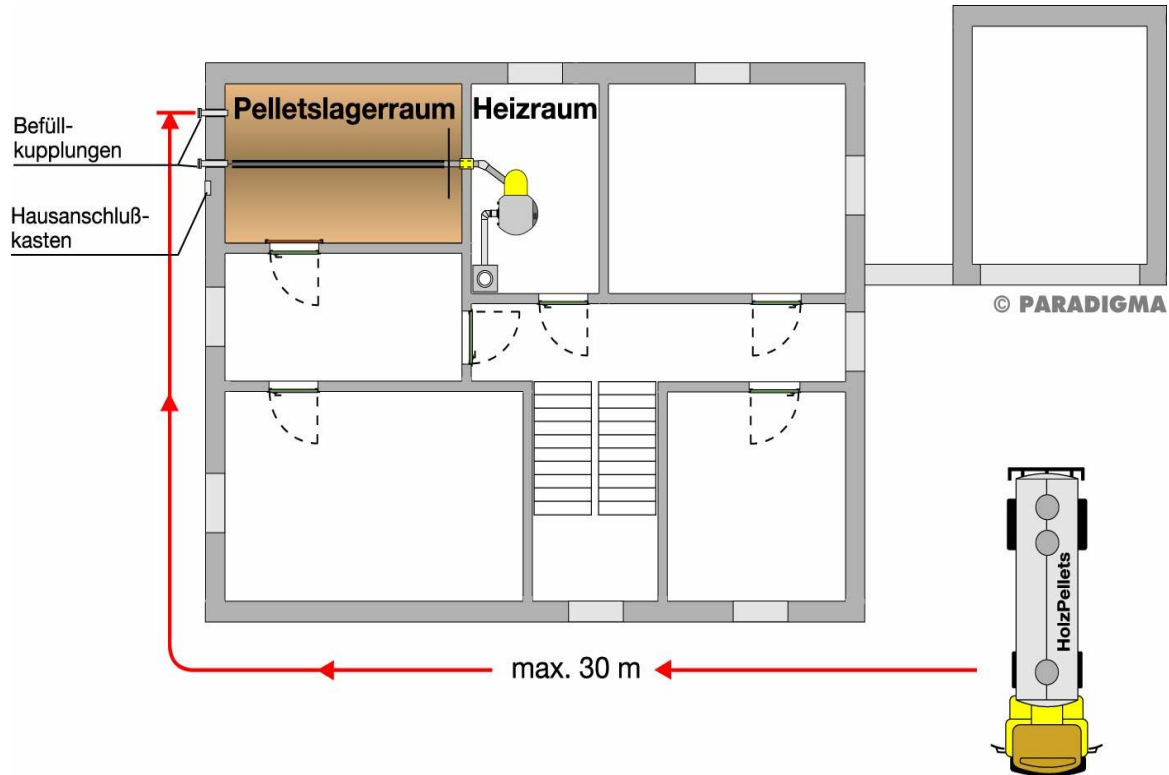 Pelletslagerraum
Heizraum
Befüll-
kupplungen
Hausanschluß-
kasten
© PARADIGMA
HolzPellets
max. 30 m